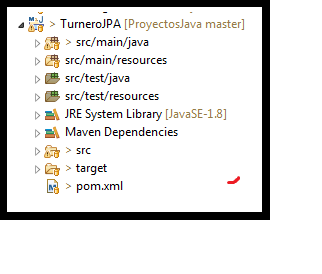 > TurneroJPA [ProyectosJava master]
> src/main/java
src/main/resources
src/test/java
src/test/resources
JRE System Library [JavaSE-1.8]
Maven Dependencies
> src
> target
> pom.xml